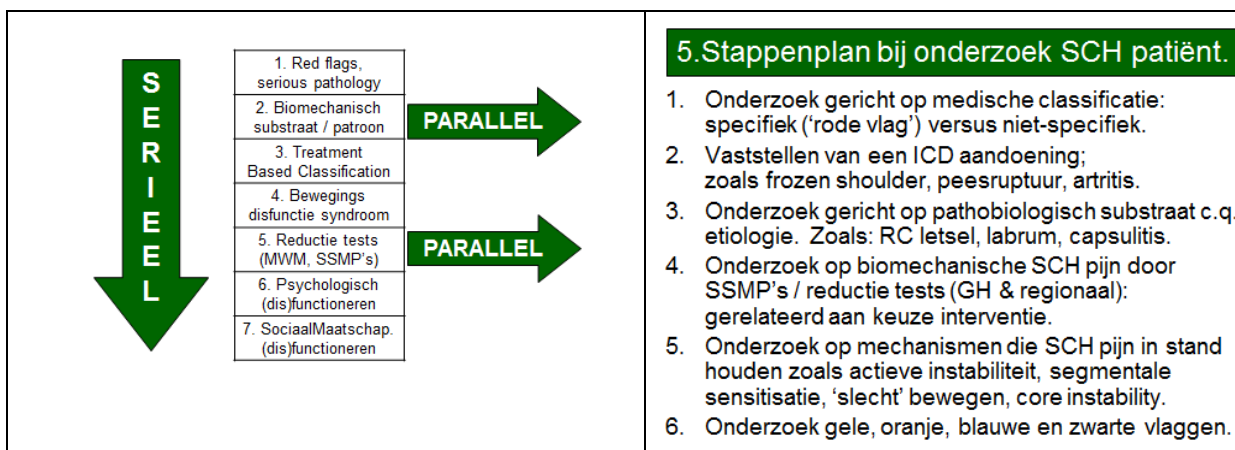 SERIEEL
1. Red flags,
serious pathology
2. Biomechanisch
substraat / patroon
3. Treatment
Based Classification
4. Bewegings
disfunctie syndroom
5. Reductie tests
(MWM, SSMP's)
6. Psychologisch
(dis)functioneren
7. SociaalMaatschap.
(dis)functioneren
PARALLEL
PARALLEL
5.Stappenplan bij onderzoek SCH patiënt.
1. Onderzoek gericht op medische classificatie:
specifiek (‘rode vlag’) versus niet-specifiek.
2. Vaststellen van een ICD aandoening;
zoals frozen shoulder, peesruptuur, artritis.
3. Onderzoek gericht op pathobiologisch substraat c.q.
etiologie. Zoals: RC letsel, labrum, capsulitis.
4. Onderzoek op biomechanische SCH pijn door
SSMP’s / reductie tests (GH & regionaal):
gerelateerd aan keuze interventie.
5. Onderzoek op mechanismen die SCH pijn in stand
houden zoals actieve instabiliteit, segmentale
sensitisatie, ‘slecht’ bewegen, core instability.
6. Onderzoek gele, oranje, blauwe en zwarte vlaggen.